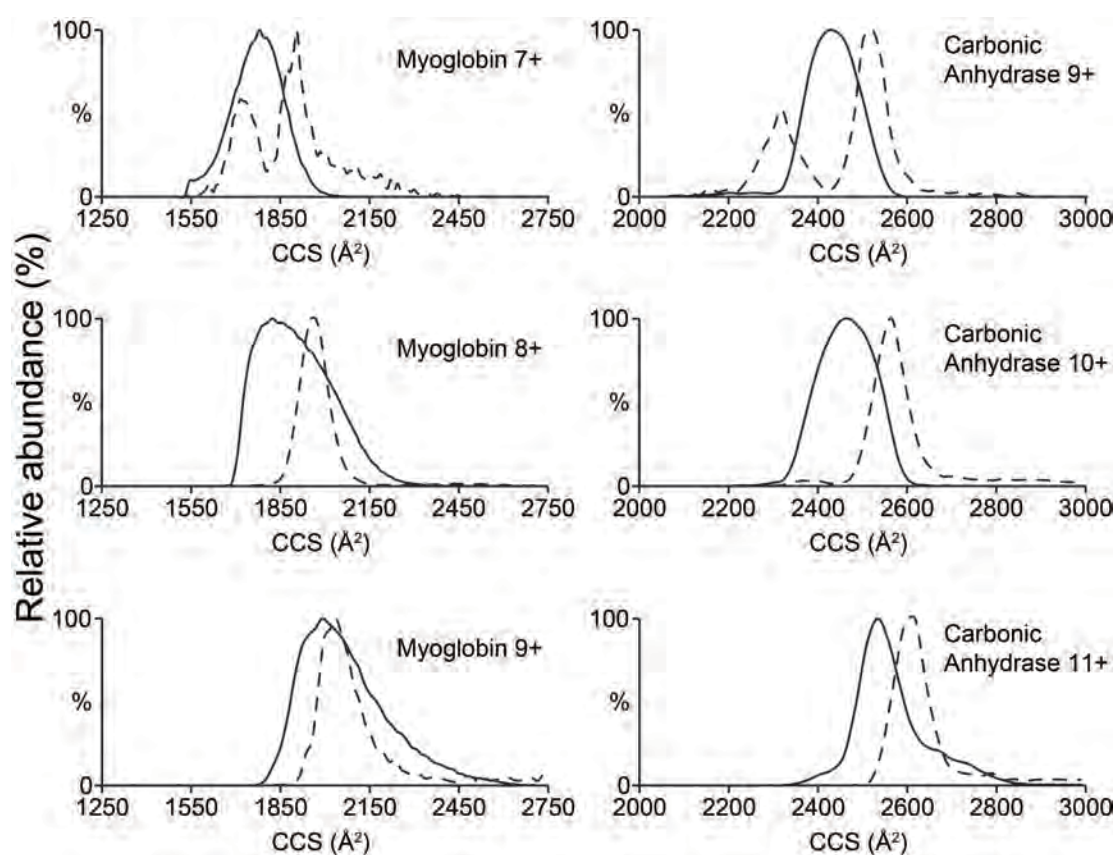 Relative abundance (%)
100
%
0
Myoglobin 7+
1250 1550 1850 2150 2450 2750
CCS (Å²)
100
%
0
Carbonic
Anhydrase 9+
2000 2200 2400 2600 2800 3000
CCS (Å²)
100
%
0
Myoglobin 8+
1250 1550 1850 2150 2450 2750
CCS (Å²)
100
%
0
Carbonic
Anhydrase 10+
2000 2200 2400 2600 2800 3000
CCS (Å²)
100
%
0
Myoglobin 9+
1250 1550 1850 2150 2450 2750
CCS (Å²)
100
%
0
Carbonic
Anhydrase 11+
2000 2200 2400 2600 2800 3000
CCS (Å²)